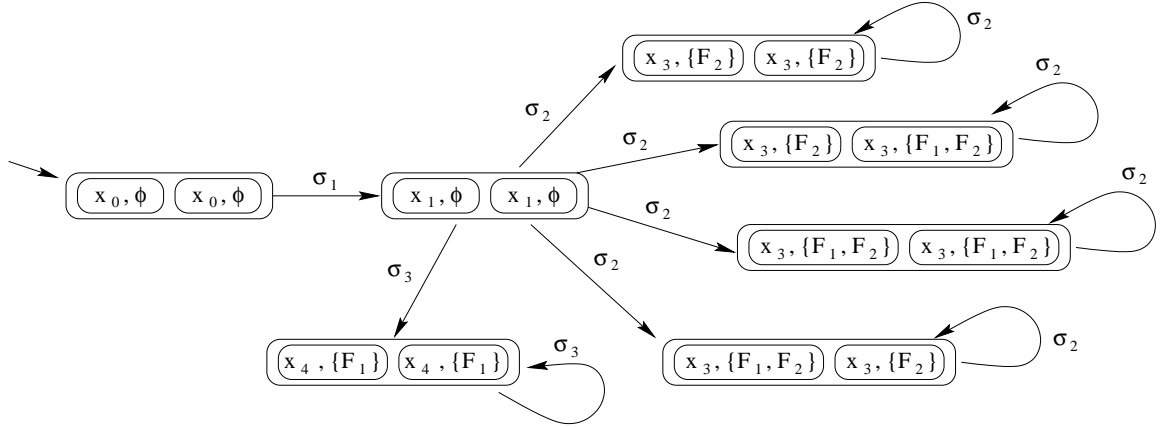 x₃, {F₂} x₃, {F₂}
σ₂
σ₂
x₃, {F₂} x₃, {F₁, F₂}
σ₂
σ₂
x₀, ϕ x₀, ϕ
σ₁
x₁, ϕ x₁, ϕ
σ₂
x₃, {F₁, F₂} x₃, {F₁, F₂}
σ₂
σ₃
σ₂
x₄, {F₁} x₄, {F₁}
σ₃
x₃, {F₁, F₂} x₃, {F₂}
σ₂